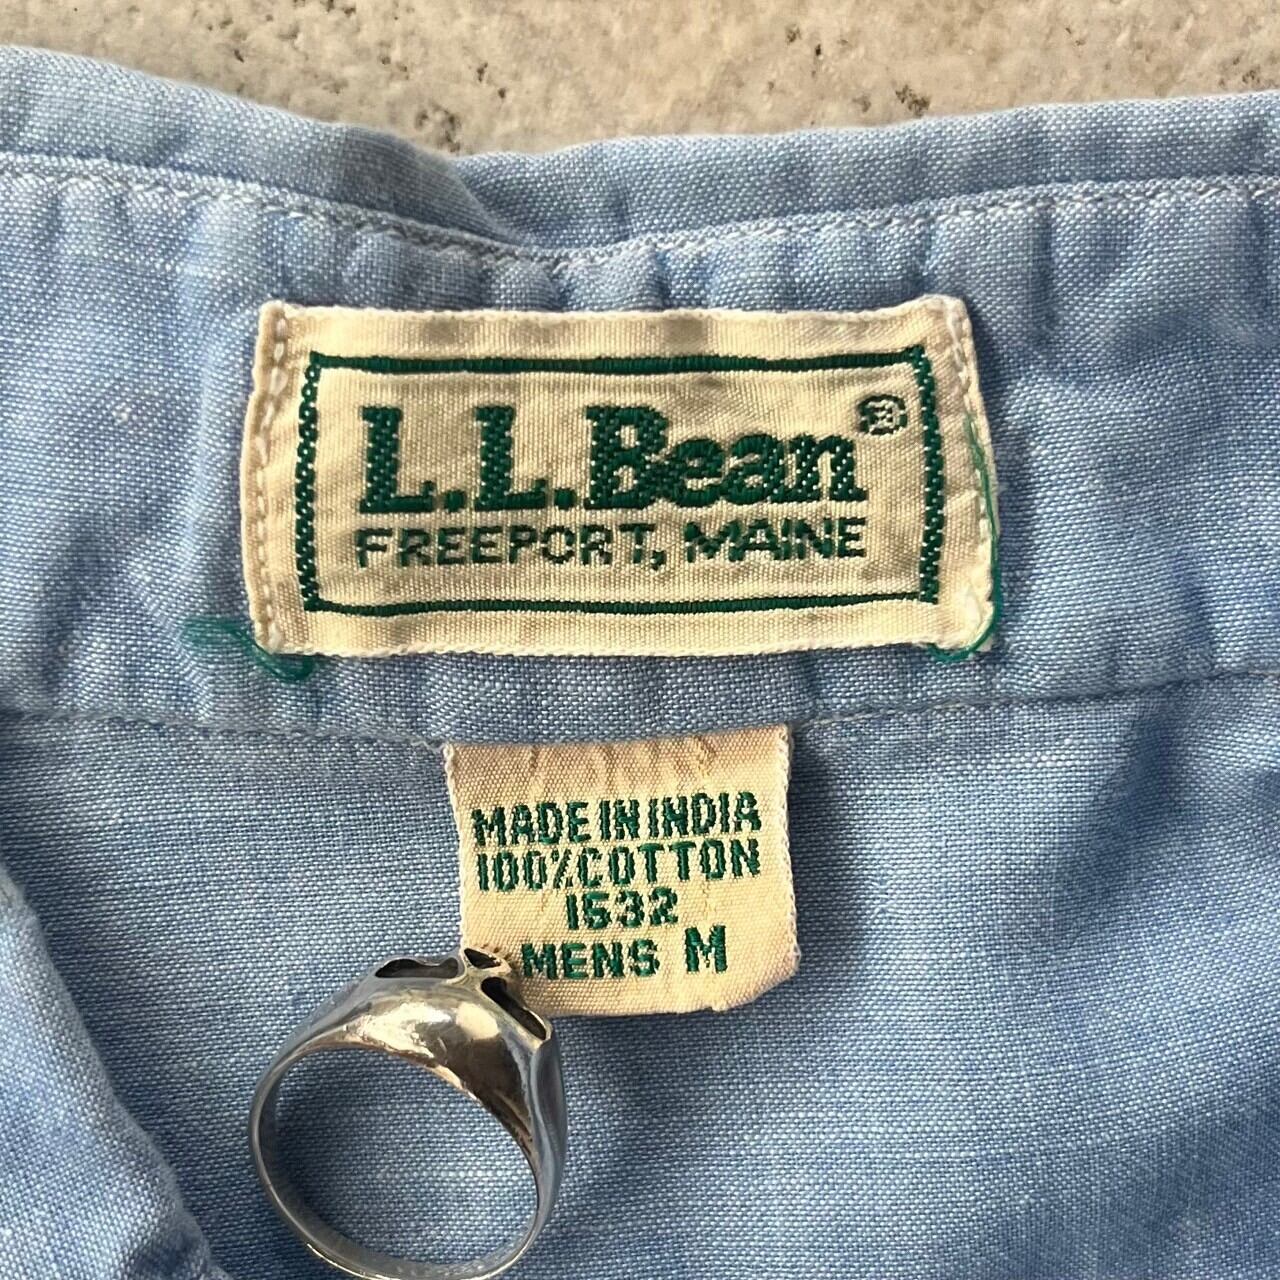 L.L.Bean®
FREEPORT, MAINE
MADE IN INDIA
100%COTTON
1532
MENS M